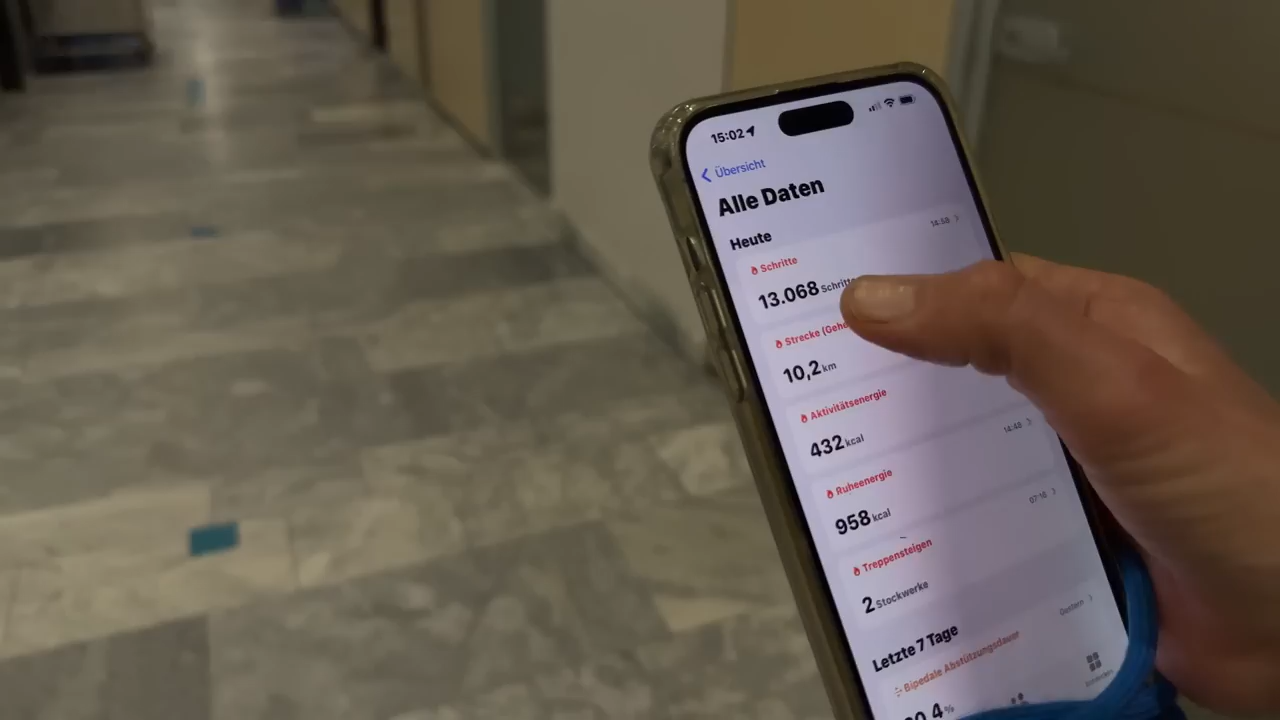 15:02
Übersicht
Alle Daten
Heute
14:58
Schritte
13.068 Schritte
Strecke (Gehe
10,2 km
Aktivitätsenergie
432 kcal
14:48
Ruheenergie
958 kcal
07:16
Treppensteigen
2 Stockwerke
Letzte 7 Tage
Gestern
Bipedale Abstützungsdauer